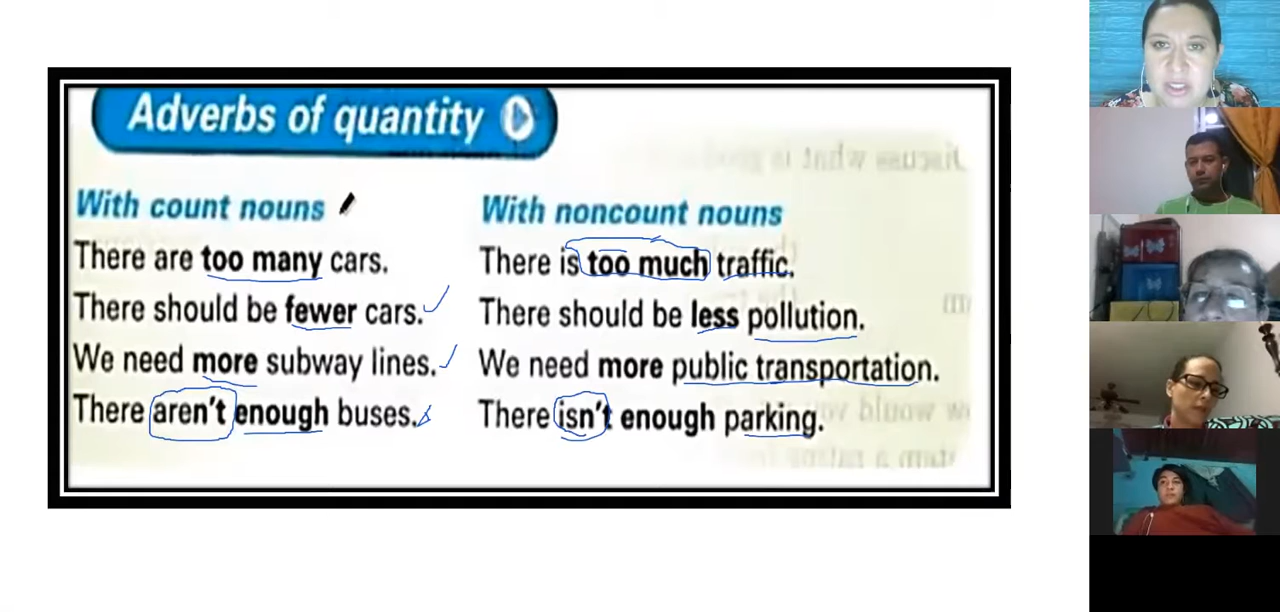 Adverbs of quantity
With count nouns
There are too many cars.
There should be fewer cars.
We need more subway lines.
There aren't enough buses.
With noncount nouns
There is too much traffic.
There should be less pollution.
We need more public transportation.
There isn't enough parking.